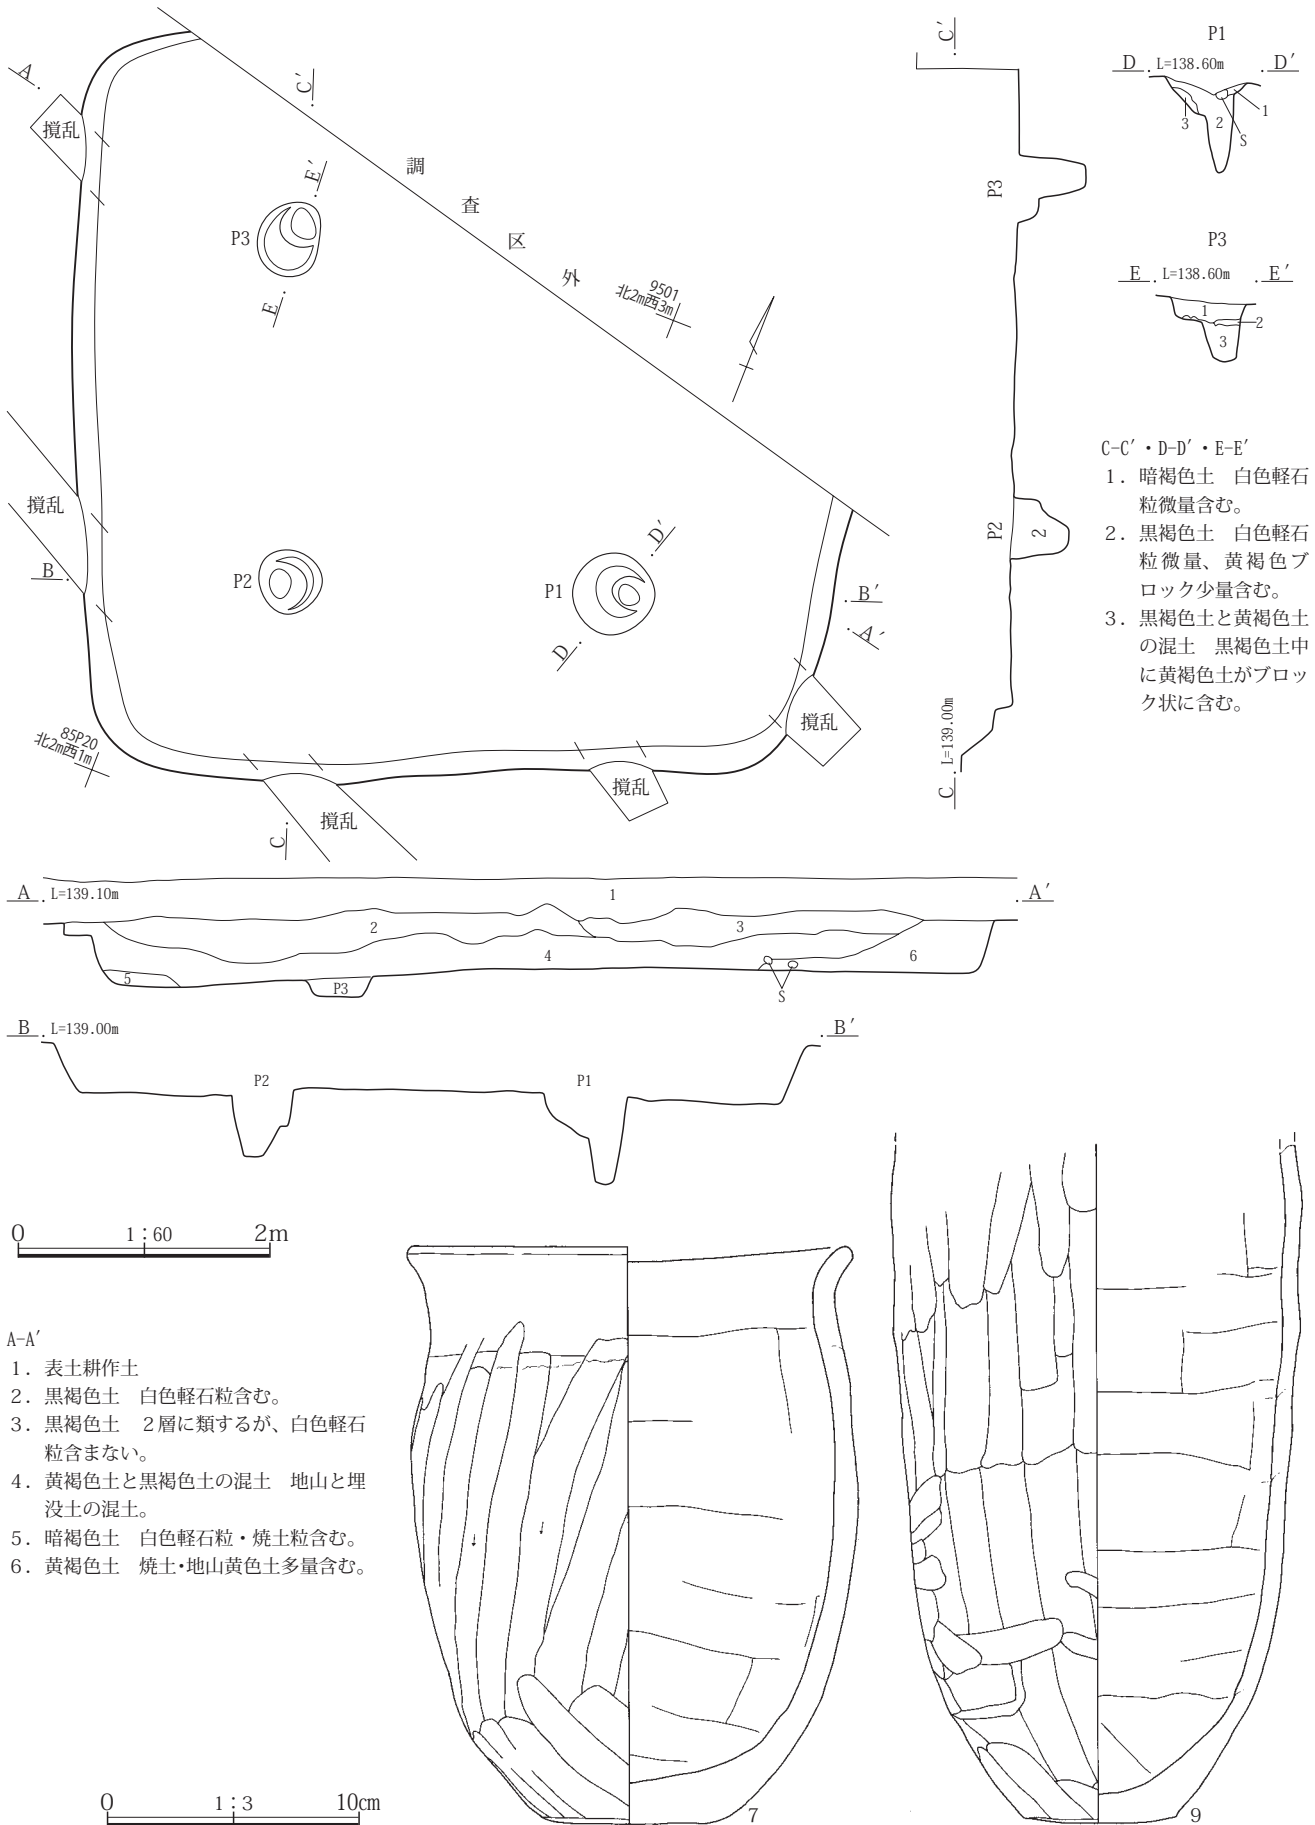 A
A
C′
撹乱
調
査
区
外
E′
P3
E
9501
北2m西3m
撹乱
B
P2
P1
D′
D
B′
A′
撹乱
85P20
北2m西1m
撹乱
撹乱
C
C′
P3
P2
2
L=139.00m
C
P1
D L=138.60m D′
3
2
1
S
P3
E L=138.60m E′
1
2
3
C-C′・D-D′・E-E′
1．暗褐色土　白色軽石
粒微量含む。
2．黒褐色土　白色軽石
粒微量、黄褐色ブ
ロック少量含む。
3．黒褐色土と黄褐色土
の混土　黒褐色土中
に黄褐色土がブロッ
ク状に含む。
A L=139.10m A′
1
2
3
4
5
6
P3
S
B L=139.00m B′
P2
P1
0 1：60 2m
A-A′
1．表土耕作土
2．黒褐色土　白色軽石粒含む。
3．黒褐色土　２層に類するが、白色軽石
粒含まない。
4．黄褐色土と黒褐色土の混土　地山と埋
没土の混土。
5．暗褐色土　白色軽石粒・焼土粒含む。
6．黄褐色土　焼土・地山黄色土多量含む。
0 1：3 10cm
7
9